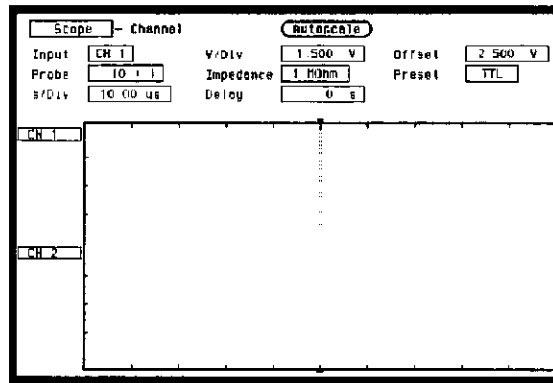 Scope - Channel Autoscale
Input CH 1 V/Div 1.500 V Offset 2.500 V
Probe 10:1 Impedance 1 MOhm Preset TTL
s/Div 10.00 us Delay 0 s
CH 1
CH 2